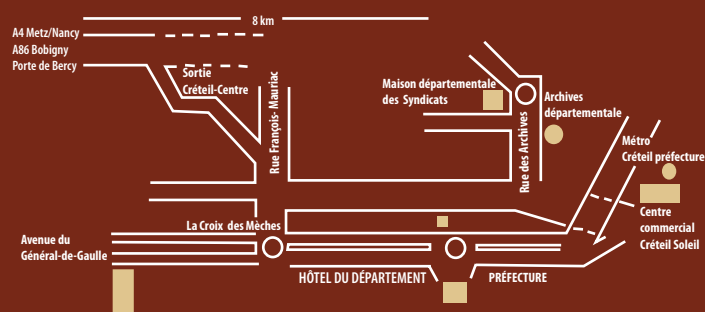 8 km
A4 Metz/Nancy
A86 Bobigny
Porte de Bercy
Sortie
Créteil-Centre
Rue François- Mauriac
Maison départementale
des Syndicats
Rue des Archives
Archives
départementale
Métro
Créteil préfecture
Centre
commercial
Créteil Soleil
La Croix des Mèches
Avenue du
Général-de-Gaulle
HÔTEL DU DÉPARTEMENT
PRÉFECTURE